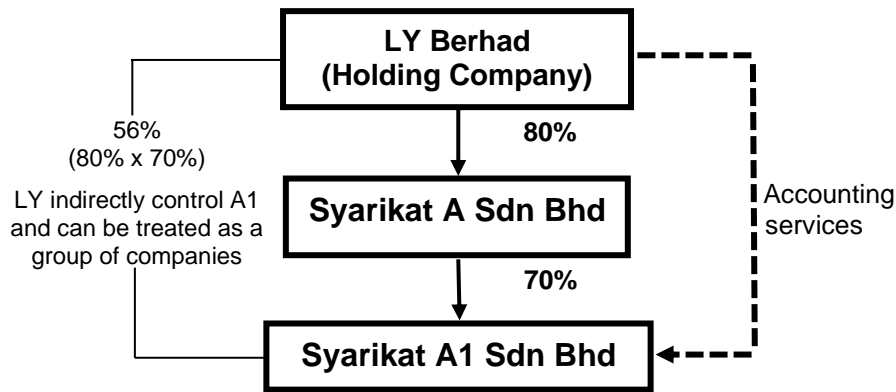 LY Berhad
(Holding Company)
56%
(80% x 70%)
80%
LY indirectly control A1
and can be treated as a
group of companies
Syarikat A Sdn Bhd
Accounting
services
70%
Syarikat A1 Sdn Bhd